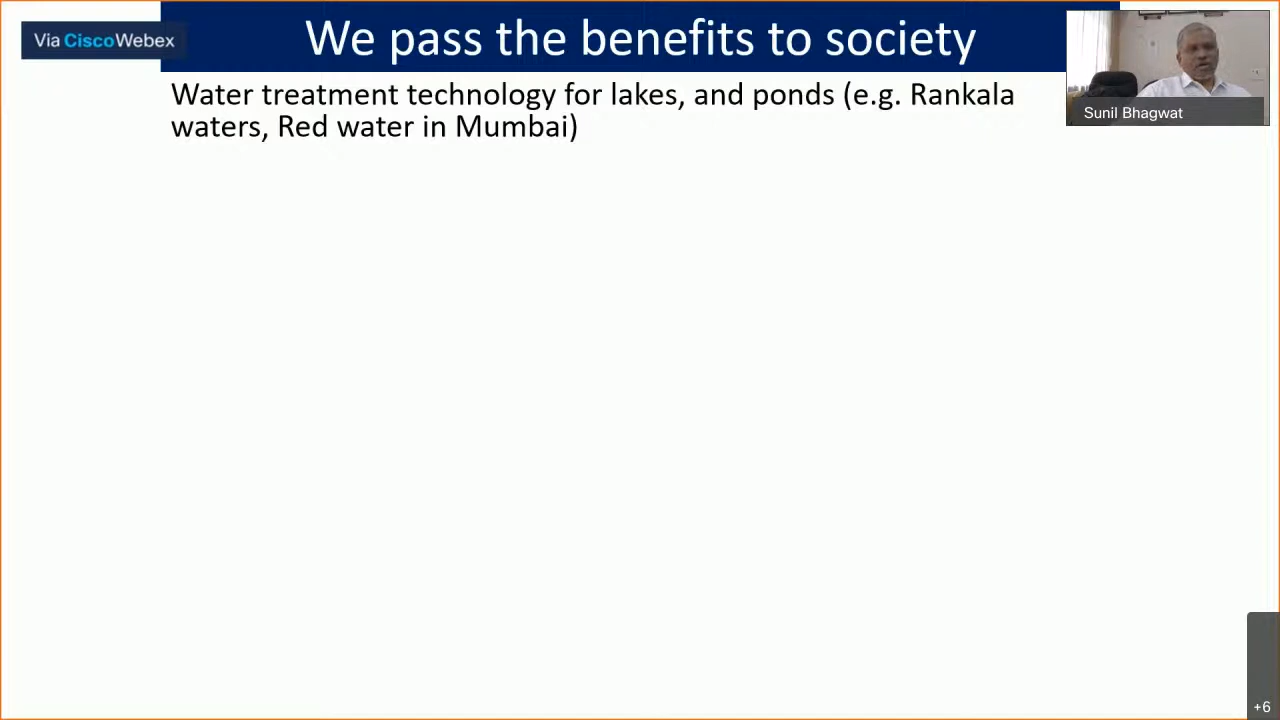 Via CiscoWebex
We pass the benefits to society
Sunil Bhagwat
Water treatment technology for lakes, and ponds (e.g. Rankala
waters, Red water in Mumbai)
+6